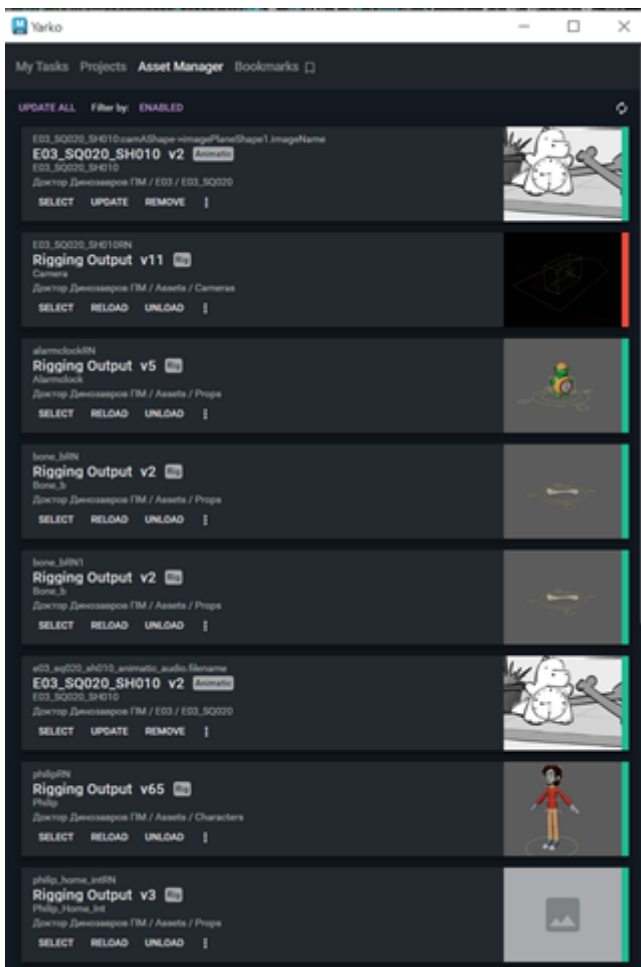 Yarko
My Tasks Projects Asset Manager Bookmarks
UPDATE ALL Filter by: ENABLED
E03_SQ020_SH010:camAShape->imagePlaneShape1.imageName
E03_SQ020_SH010 v2 Animatic
E03_SQ020_SH010
Доктор Динозавров ПМ / E03 / E03_SQ020
SELECT UPDATE REMOVE
E03_SQ020_SH010RN
Rigging Output v11 Rig
Camera
Доктор Динозавров ПМ / Assets / Cameras
SELECT RELOAD UNLOAD
alarmclockRN
Rigging Output v5 Rig
Alarmclock
Доктор Динозавров ПМ / Assets / Props
SELECT RELOAD UNLOAD
bone_bRN
Rigging Output v2 Rig
Bone_b
Доктор Динозавров ПМ / Assets / Props
SELECT RELOAD UNLOAD
bone_bRN1
Rigging Output v2 Rig
Bone_b
Доктор Динозавров ПМ / Assets / Props
SELECT RELOAD UNLOAD
e03_sq020_sh010_animatic_audio.filename
E03_SQ020_SH010 v2 Animatic
E03_SQ020_SH010
Доктор Динозавров ПМ / E03 / E03_SQ020
SELECT UPDATE REMOVE
philipRN
Rigging Output v65 Rig
Philip
Доктор Динозавров ПМ / Assets / Characters
SELECT RELOAD UNLOAD
philip_home_intRN
Rigging Output v3 Rig
Philip_Home_Int
Доктор Динозавров ПМ / Assets / Props
SELECT RELOAD UNLOAD